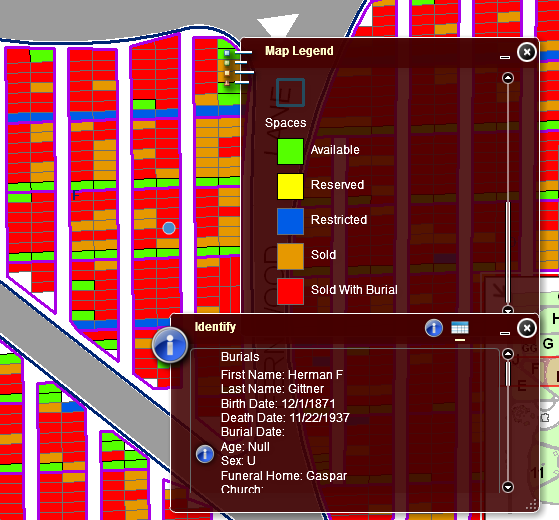 Map Legend
Spaces
Available
Reserved
Restricted
Sold
Sold With Burial
Identify
Burials
First Name: Herman F
Last Name: Gittner
Birth Date: 12/1/1871
Death Date: 11/22/1937
Burial Date:
Age: Null
Sex: U
Funeral Home: Gaspar
Church:
H
G
GG
F
E